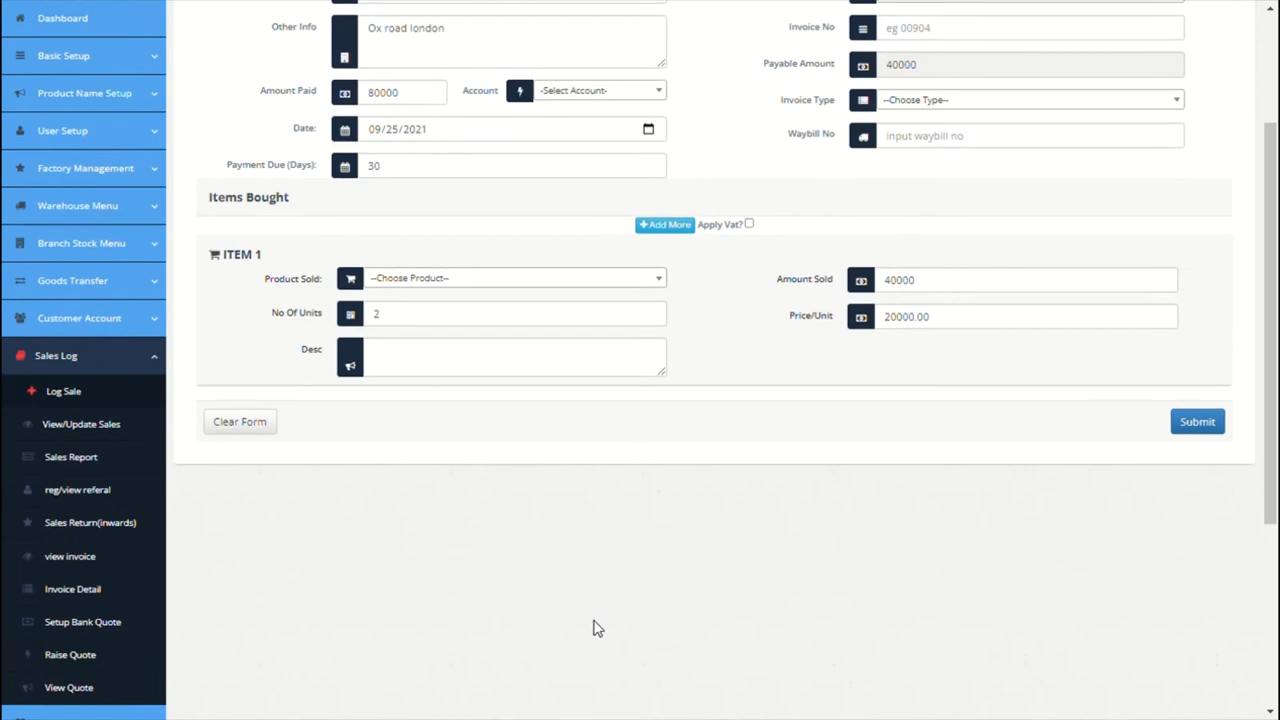 Dashboard
Basic Setup
Product Name Setup
User Setup
Factory Management
Warehouse Menu
Branch Stock Menu
Goods Transfer
Customer Account
Sales Log
Log Sale
View/Update Sales
Sales Report
reg/view referal
Sales Return(inwards)
view invoice
Invoice Detail
Setup Bank Quote
Raise Quote
View Quote
Other Info
Ox road london
Amount Paid
80000
Account
-Select Account-
Date:
09/25/2021
Payment Due (Days):
30
Invoice No
eg 00904
Payable Amount
40000
Invoice Type
--Choose Type--
Waybill No
input waybill no
Items Bought
+Add More Apply Vat?
ITEM 1
Product Sold:
--Choose Product--
No Of Units
2
Desc
Amount Sold
40000
Price/Unit
20000.00
Clear Form
Submit